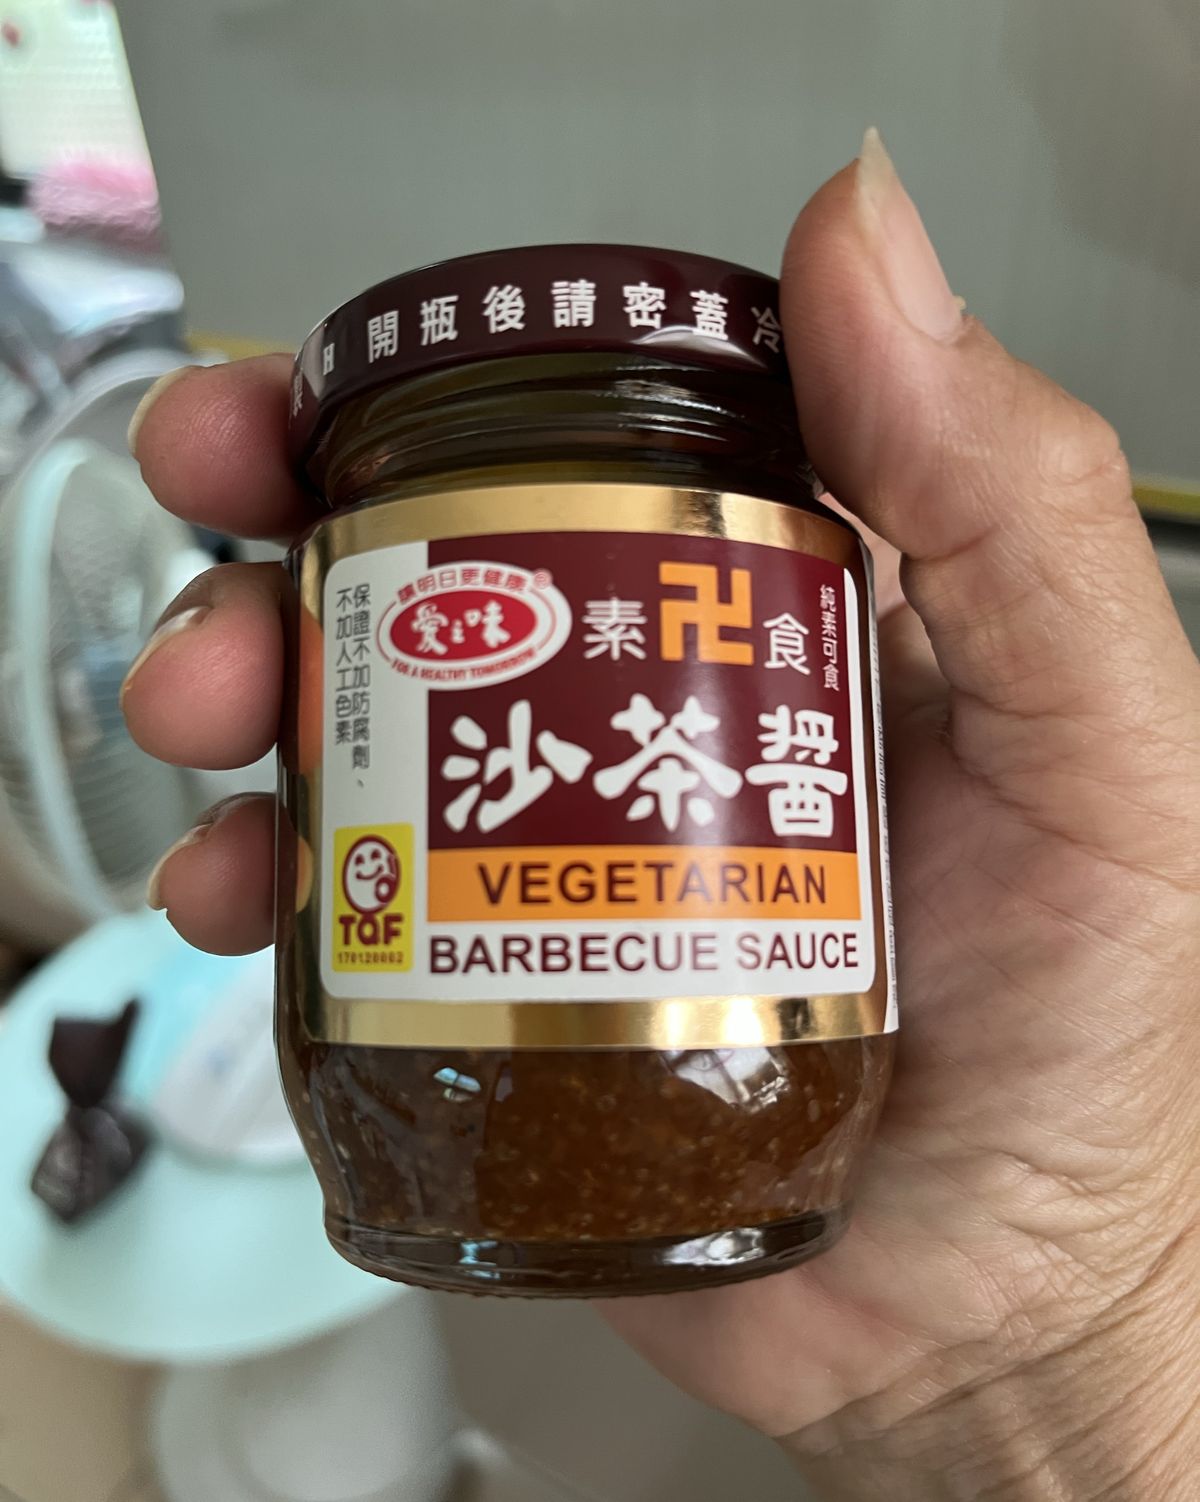 開瓶後請密蓋冷
讓明日更健康®
愛之味
FOR A HEALTHY TOMORROW
素卍食
純素可食
沙茶醬
VEGETARIAN
BARBECUE SAUCE
保證不加防腐劑、
不加人工色素
TQF